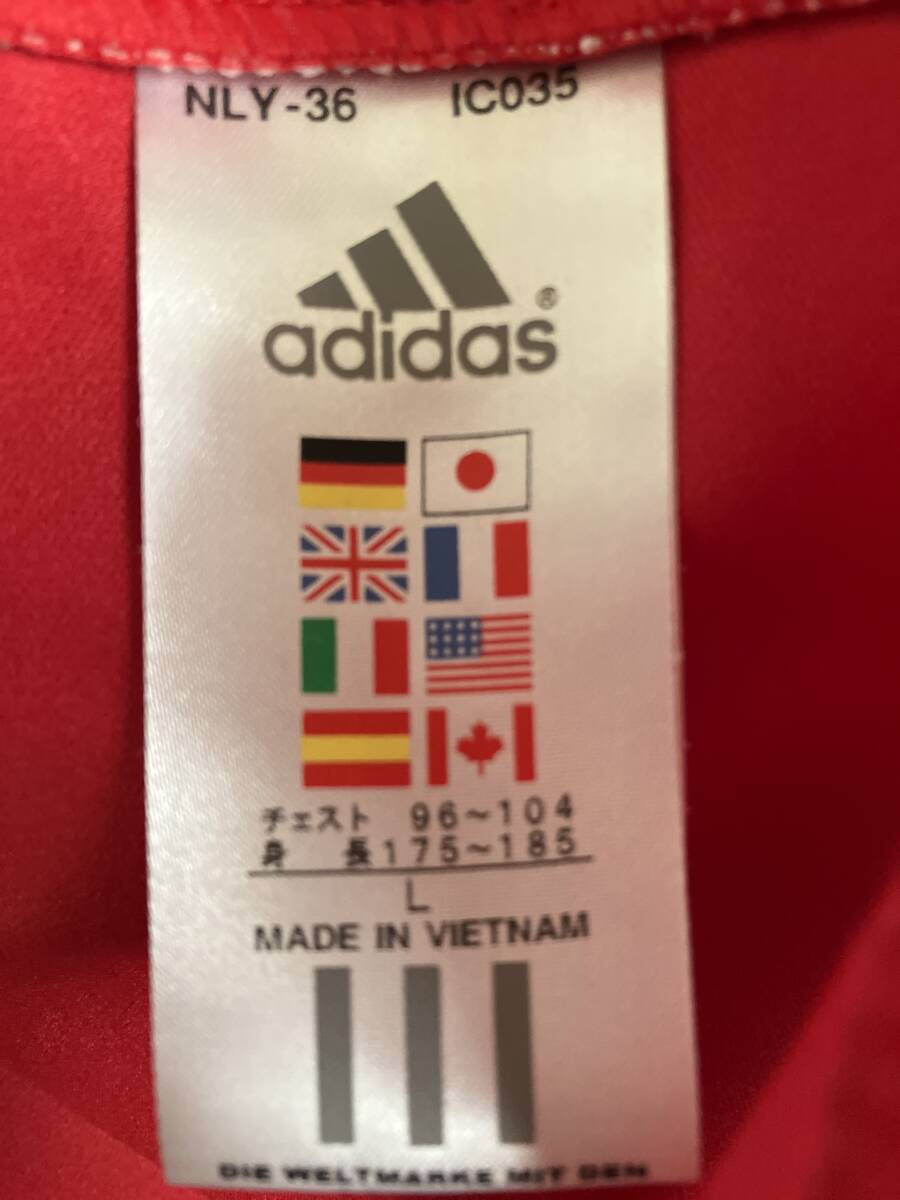 NLY-36 IC035
adidas®
チェスト 96~104
身 長175~185
L
MADE IN VIETNAM
DIE WELTMARKE MIT DEN